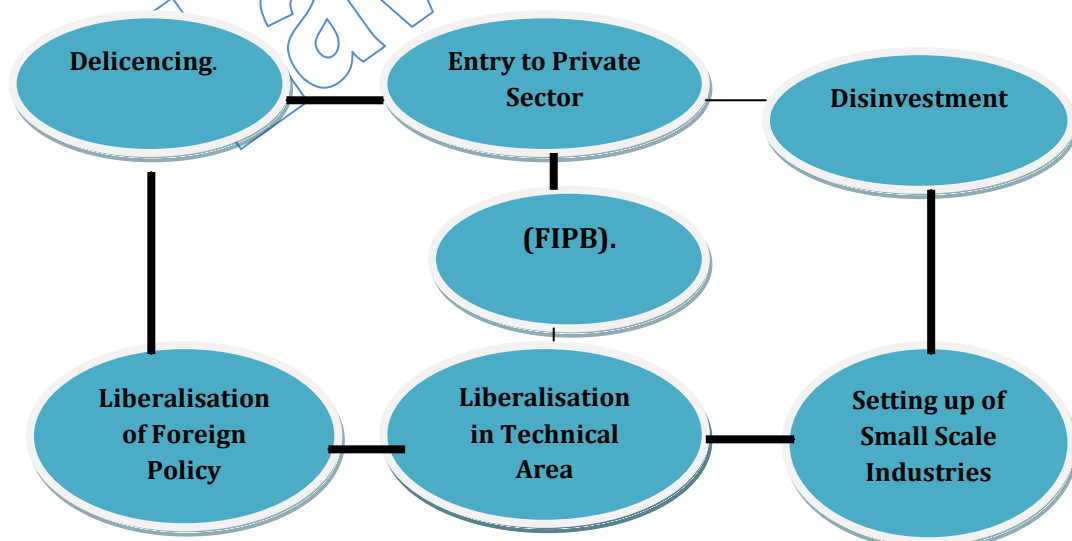 Delicencing.
Entry to Private
Sector
Disinvestment
(FIPB).
Liberalisation
of Foreign
Policy
Liberalisation
in Technical
Area
Setting up of
Small Scale
Industries